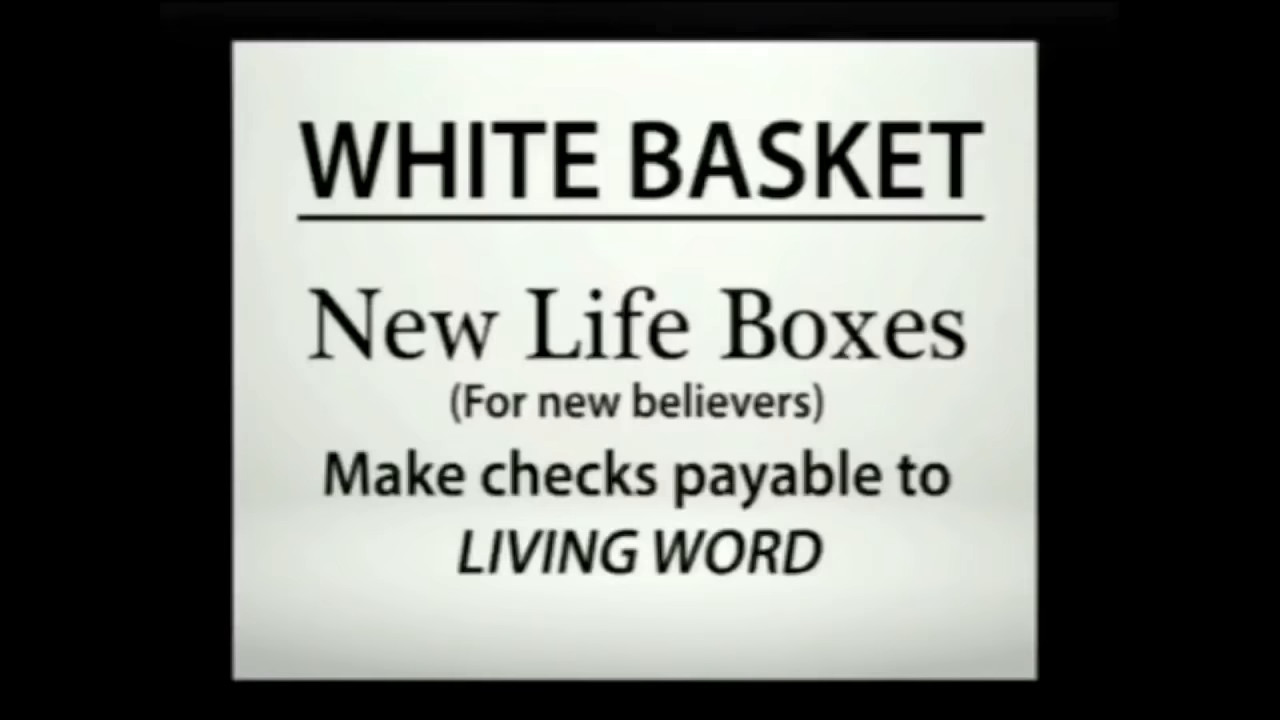 WHITE BASKET
New Life Boxes
(For new believers)
Make checks payable to
LIVING WORD